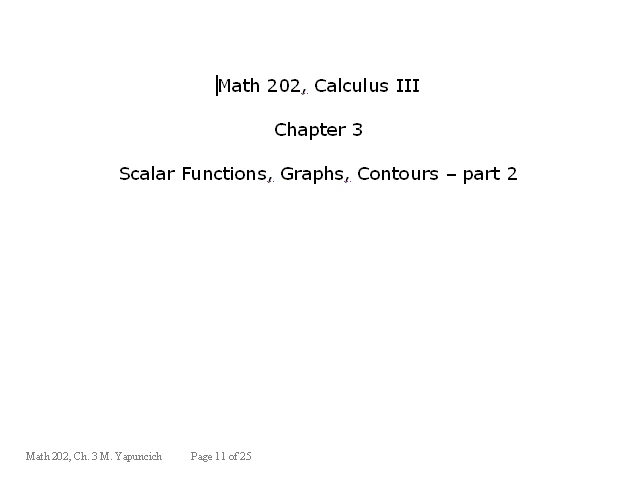 Math 202, Calculus III
Chapter 3
Scalar Functions, Graphs, Contours – part 2
Math 202, Ch. 3 M. Yapuncich Page 11 of 25